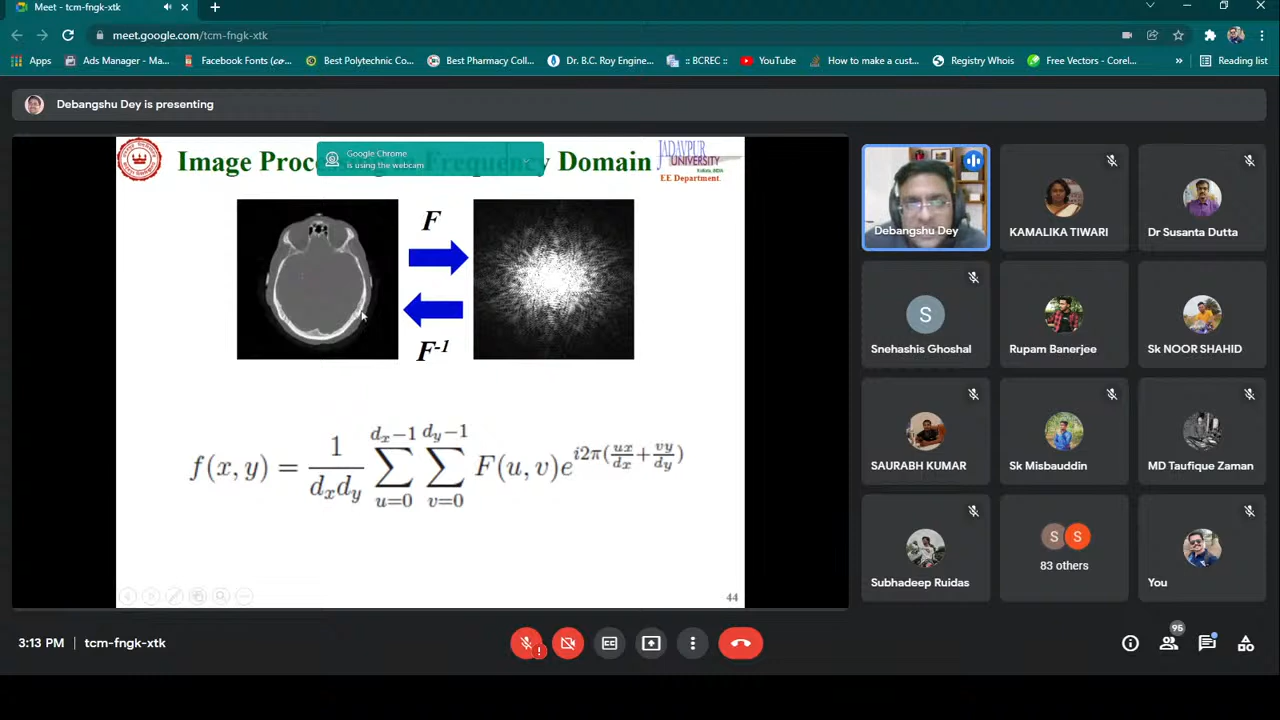 Meet - tcm-fngk-xtk
meet.google.com/tcm-fngk-xtk
Apps
Ads Manager - Ma...
Best Polytechnic Co...
Best Pharmacy Coll...
Dr. B.C. Roy Engine...
:: BCREC ::
YouTube
How to make a cust...
Registry Whois
Free Vectors - Corel...
»
Reading list
Debangshu Dey is presenting
Image Proc Frequency Domain
Google Chrome
is using the webcam
JADAVPUR
UNIVERSITY
Kolkata, INDIA
EE Department.
F
F-1
f(x, y) = 1/(dxdy) ∑u=0^(dx−1) ∑v=0^(dy−1) F(u, v)e^(i2π(ux/dx + vy/dy))
44
Debangshu Dey
KAMALIKA TIWARI
Dr Susanta Dutta
S
Snehashis Ghoshal
Rupam Banerjee
Sk NOOR SHAHID
SAURABH KUMAR
Sk Misbauddin
MD Taufique Zaman
Subhadeep Ruidas
S S
83 others
You
3:13 PM | tcm-fngk-xtk
95